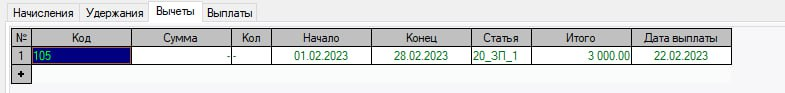 Начисления Удержания Вычеты Выплаты
№ Код Сумма Кол Начало Конец Статья Итого Дата выплаты
1 105 - - 01.02.2023 28.02.2023 20_ЗП_1 3 000.00 22.02.2023
+